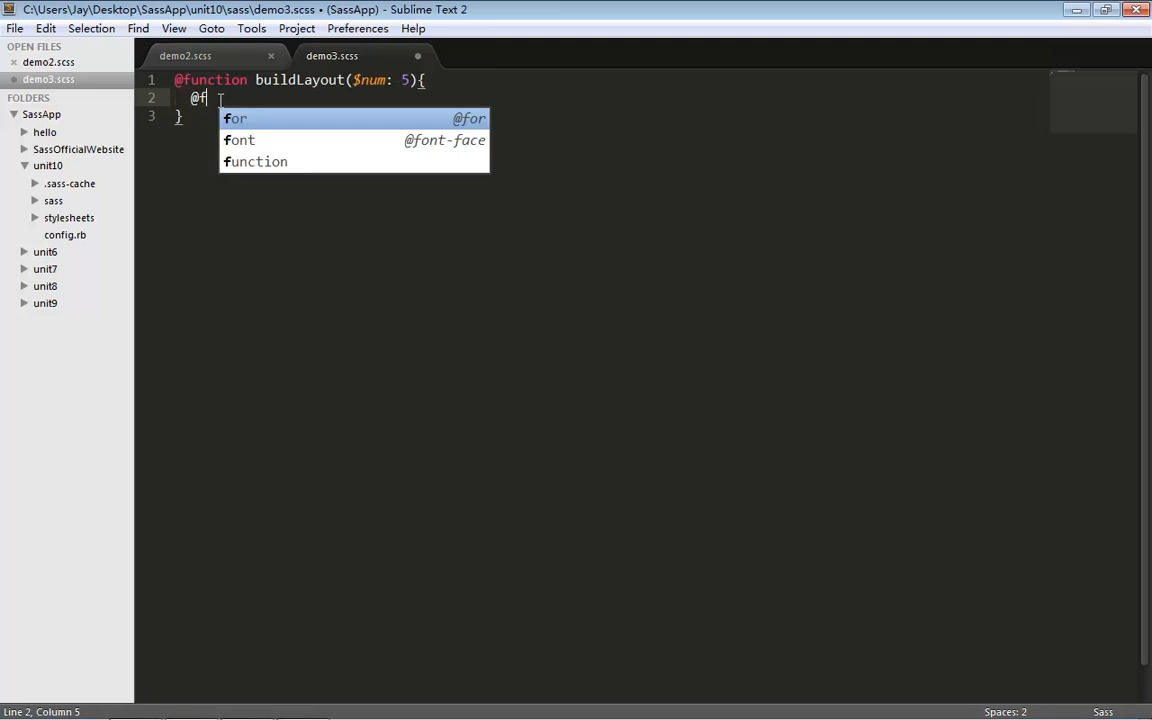 C:\Users\Jay\Desktop\SassApp\unit10\sass\demo3.scss • (SassApp) - Sublime Text 2
File Edit Selection Find View Goto Tools Project Preferences Help
OPEN FILES
demo2.scss
demo3.scss
FOLDERS
SassApp
hello
SassOfficialWebsite
unit10
.sass-cache
sass
stylesheets
config.rb
unit6
unit7
unit8
unit9
demo2.scss demo3.scss
1 @function buildLayout($num: 5){
2 @f
3 }
for @for
font @font-face
function
Line 2, Column 5 Spaces: 2 Sass